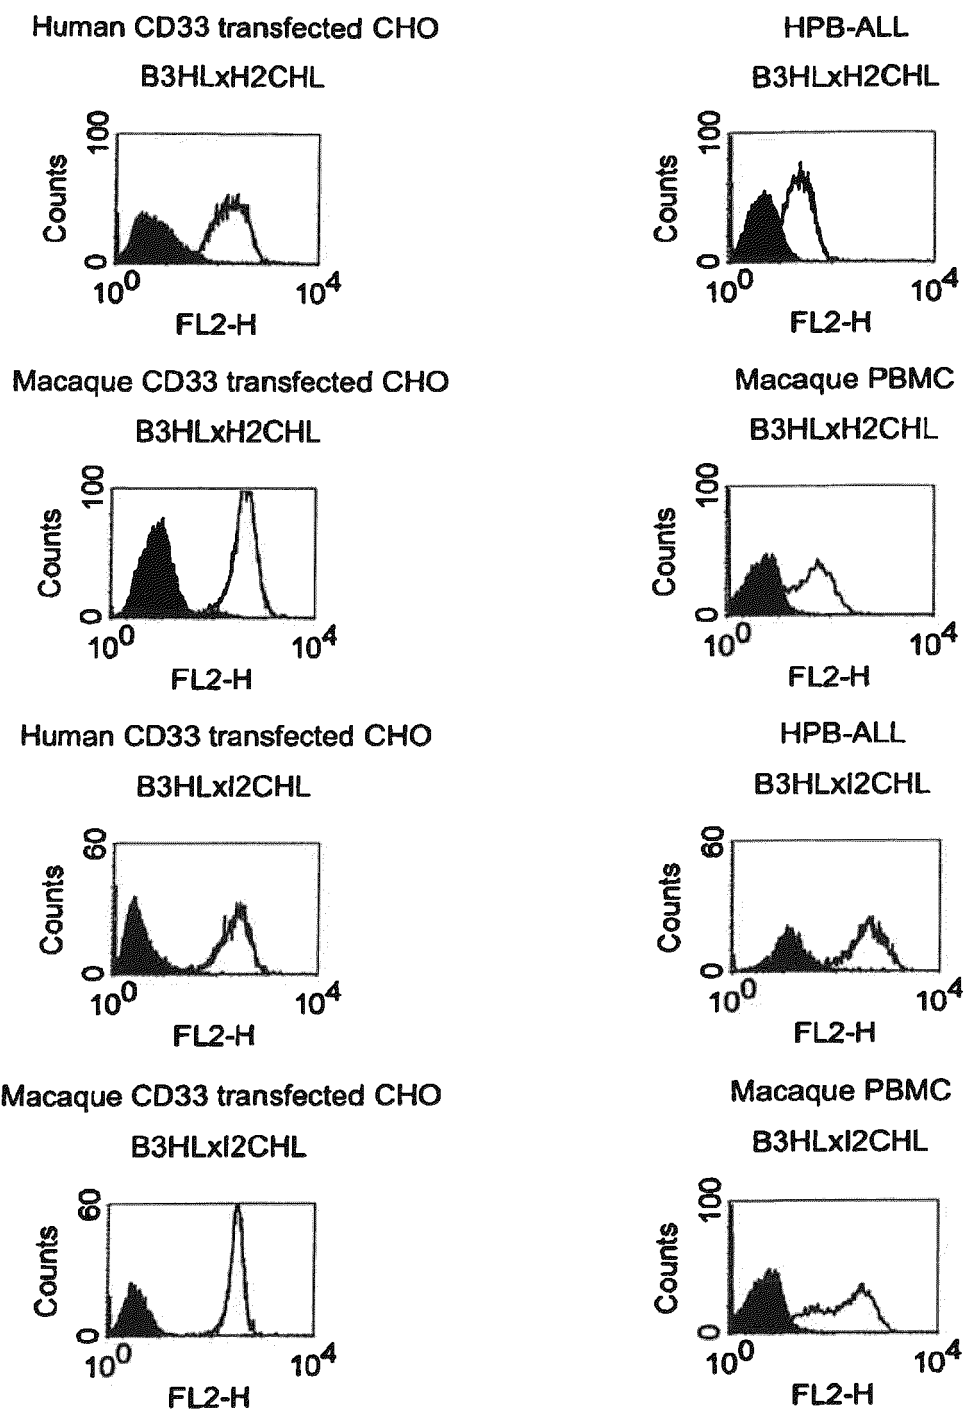 Human CD33 transfected CHO
B3HLxH2CHL
100
Counts
0
10^0
10^4
FL2-H
HPB-ALL
B3HLxH2CHL
100
Counts
0
10^0
10^4
FL2-H
Macaque CD33 transfected CHO
B3HLxH2CHL
100
Counts
0
10^0
10^4
FL2-H
Macaque PBMC
B3HLxH2CHL
100
Counts
0
10^0
10^4
FL2-H
Human CD33 transfected CHO
B3HLxI2CHL
60
Counts
0
10^0
10^4
FL2-H
HPB-ALL
B3HLxI2CHL
60
Counts
0
10^0
10^4
FL2-H
Macaque CD33 transfected CHO
B3HLxI2CHL
60
Counts
0
10^0
10^4
FL2-H
Macaque PBMC
B3HLxI2CHL
100
Counts
0
10^0
10^4
FL2-H